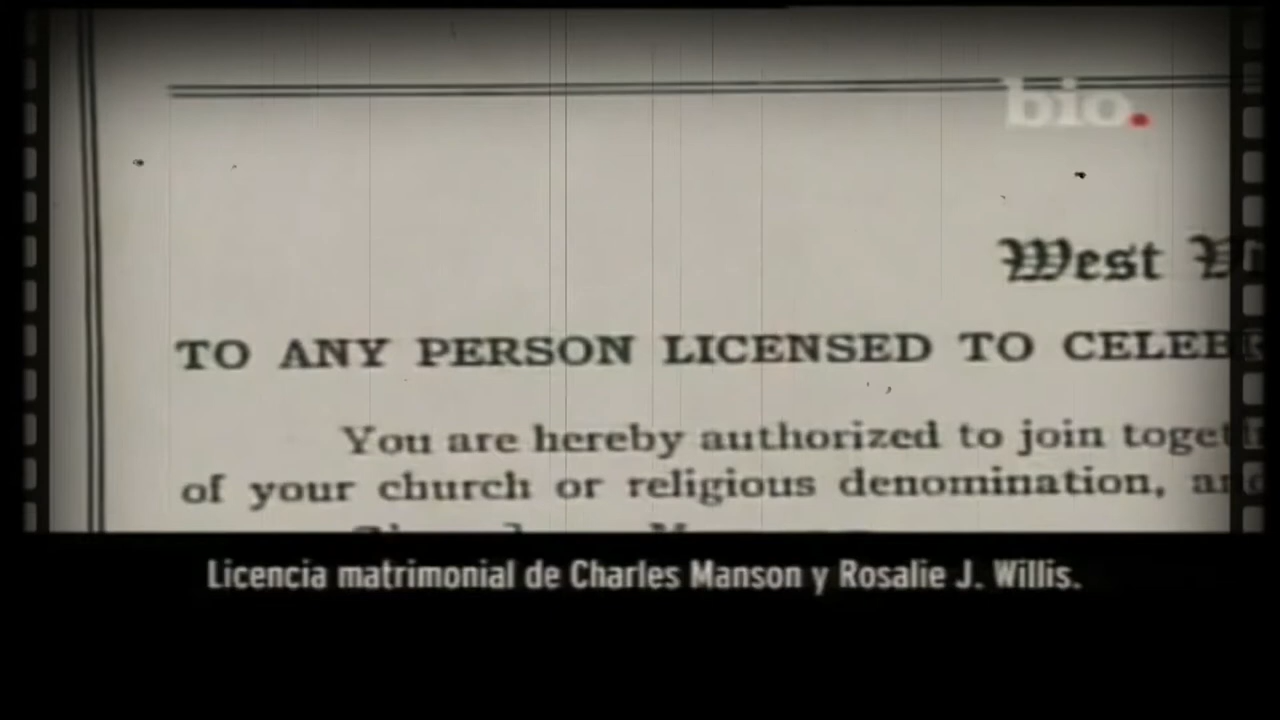 bio.
West
TO ANY PERSON LICENSED TO CELEB
You are hereby authorized to join toget
of your church or religious denomination, and
Licencia matrimonial de Charles Manson y Rosalie J. Willis.